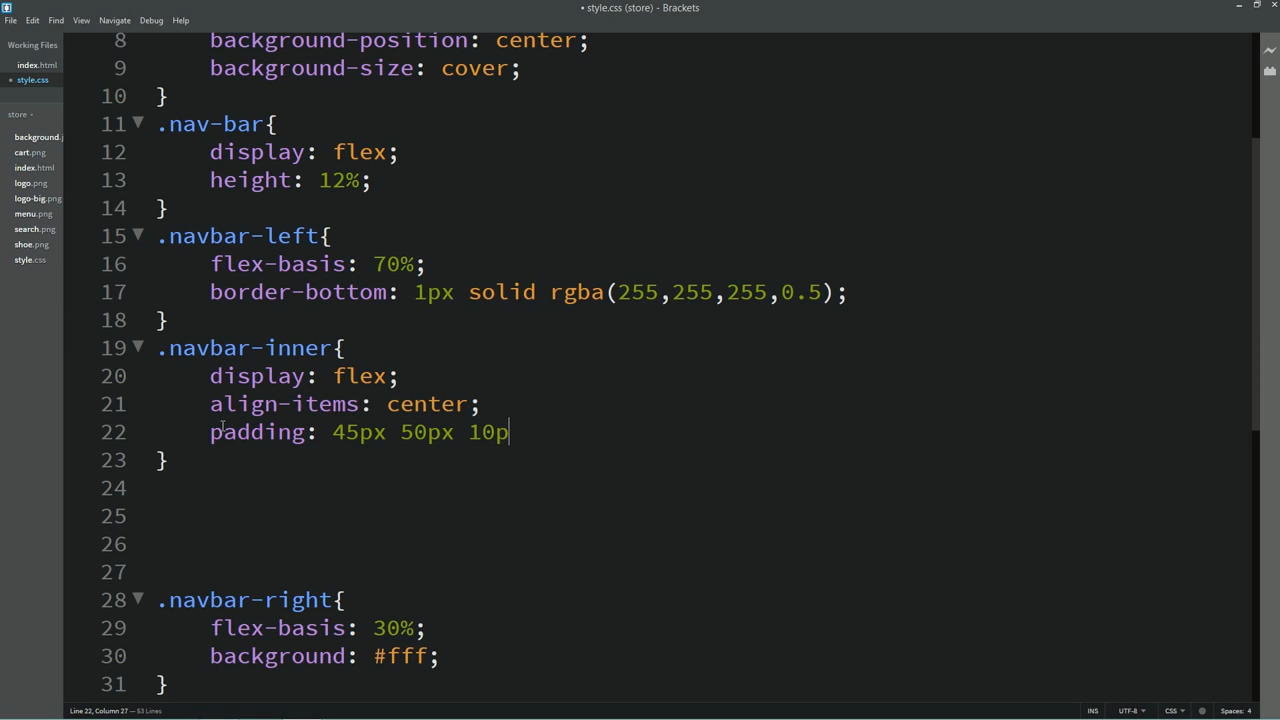 • style.css (store) - Brackets
File Edit Find View Navigate Debug Help
Working Files
index.html
• style.css
store
background.j
cart.png
index.html
logo.png
logo-big.png
menu.png
search.png
shoe.png
style.css
8 background-position: center;
9 background-size: cover;
10 }
11 .nav-bar{
12 display: flex;
13 height: 12%;
14 }
15 .navbar-left{
16 flex-basis: 70%;
17 border-bottom: 1px solid rgba(255,255,255,0.5);
18 }
19 .navbar-inner{
20 display: flex;
21 align-items: center;
22 padding: 45px 50px 10p
23 }
24
25
26
27
28 .navbar-right{
29 flex-basis: 30%;
30 background: #fff;
31 }
Line 22, Column 27 — 53 Lines
INS UTF-8 CSS Spaces: 4